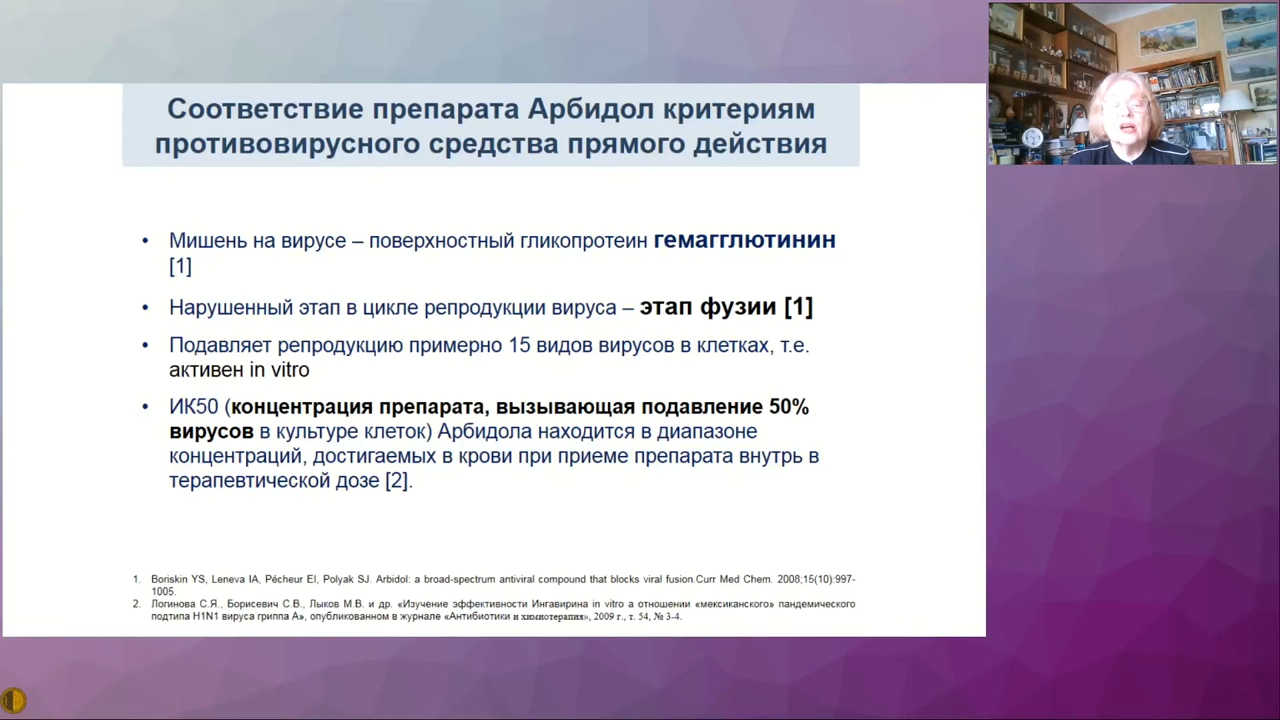 Соответствие препарата Арбидол критериям
противовирусного средства прямого действия
• Мишень на вирусе – поверхностный гликопротеин гемагглютинин
[1]
• Нарушенный этап в цикле репродукции вируса – этап фузии [1]
• Подавляет репродукцию примерно 15 видов вирусов в клетках, т.е.
активен in vitro
• ИК50 (концентрация препарата, вызывающая подавление 50%
вирусов в культуре клеток) Арбидола находится в диапазоне
концентраций, достигаемых в крови при приеме препарата внутрь в
терапевтической дозе [2].
1. Boriskin YS, Leneva IA, Pécheur EI, Polyak SJ. Arbidol: a broad-spectrum antiviral compound that blocks viral fusion.Curr Med Chem. 2008;15(10):997-
1005.
2. Логинова С.Я., Борисевич С.В., Лыков М.В. и др. «Изучение эффективности Ингавирина in vitro а отношении «мексиканского» пандемического
подтипа H1N1 вируса гриппа А», опубликованном в журнале «Антибиотики и химиотерапия», 2009 г., т. 54, № 3-4.